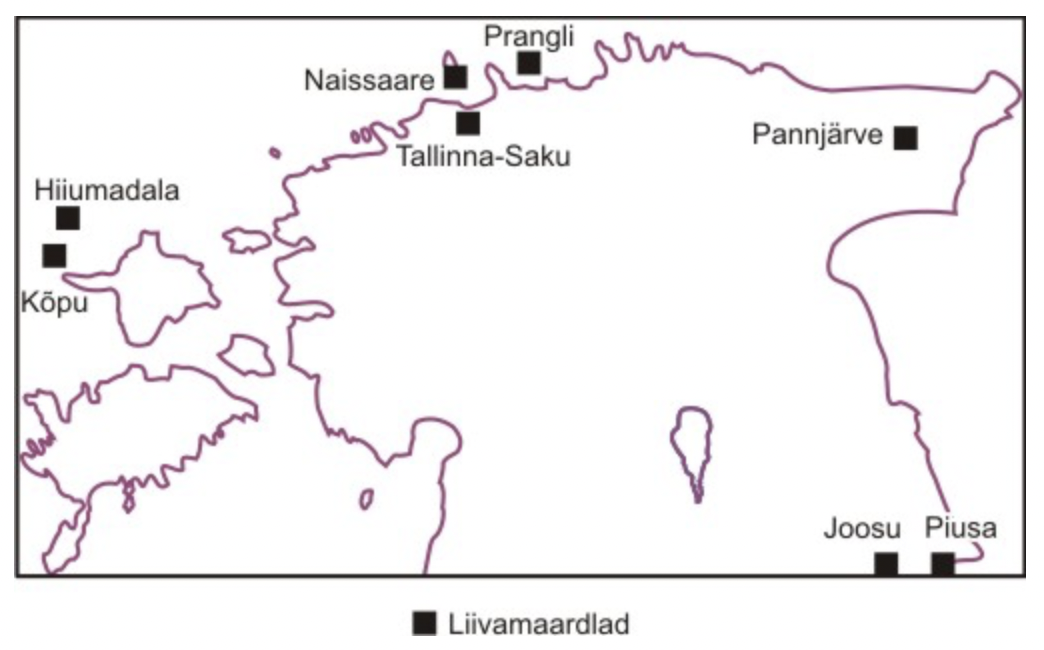 Prangli
Naissaare
Tallinna-Saku
Pannjärve
Hiiumadala
Kõpu
Joosu
Piusa
Liivamaardlad